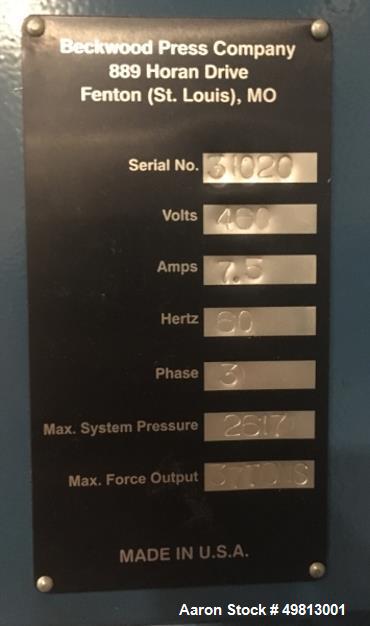 Beckwood Press Company
889 Horan Drive
Fenton (St. Louis), MO
Serial No. 31020
Volts 460
Amps 7.5
Hertz 60
Phase 3
Max. System Pressure 2617
Max. Force Output
MADE IN U.S.A.
Aaron Stock # 49813001